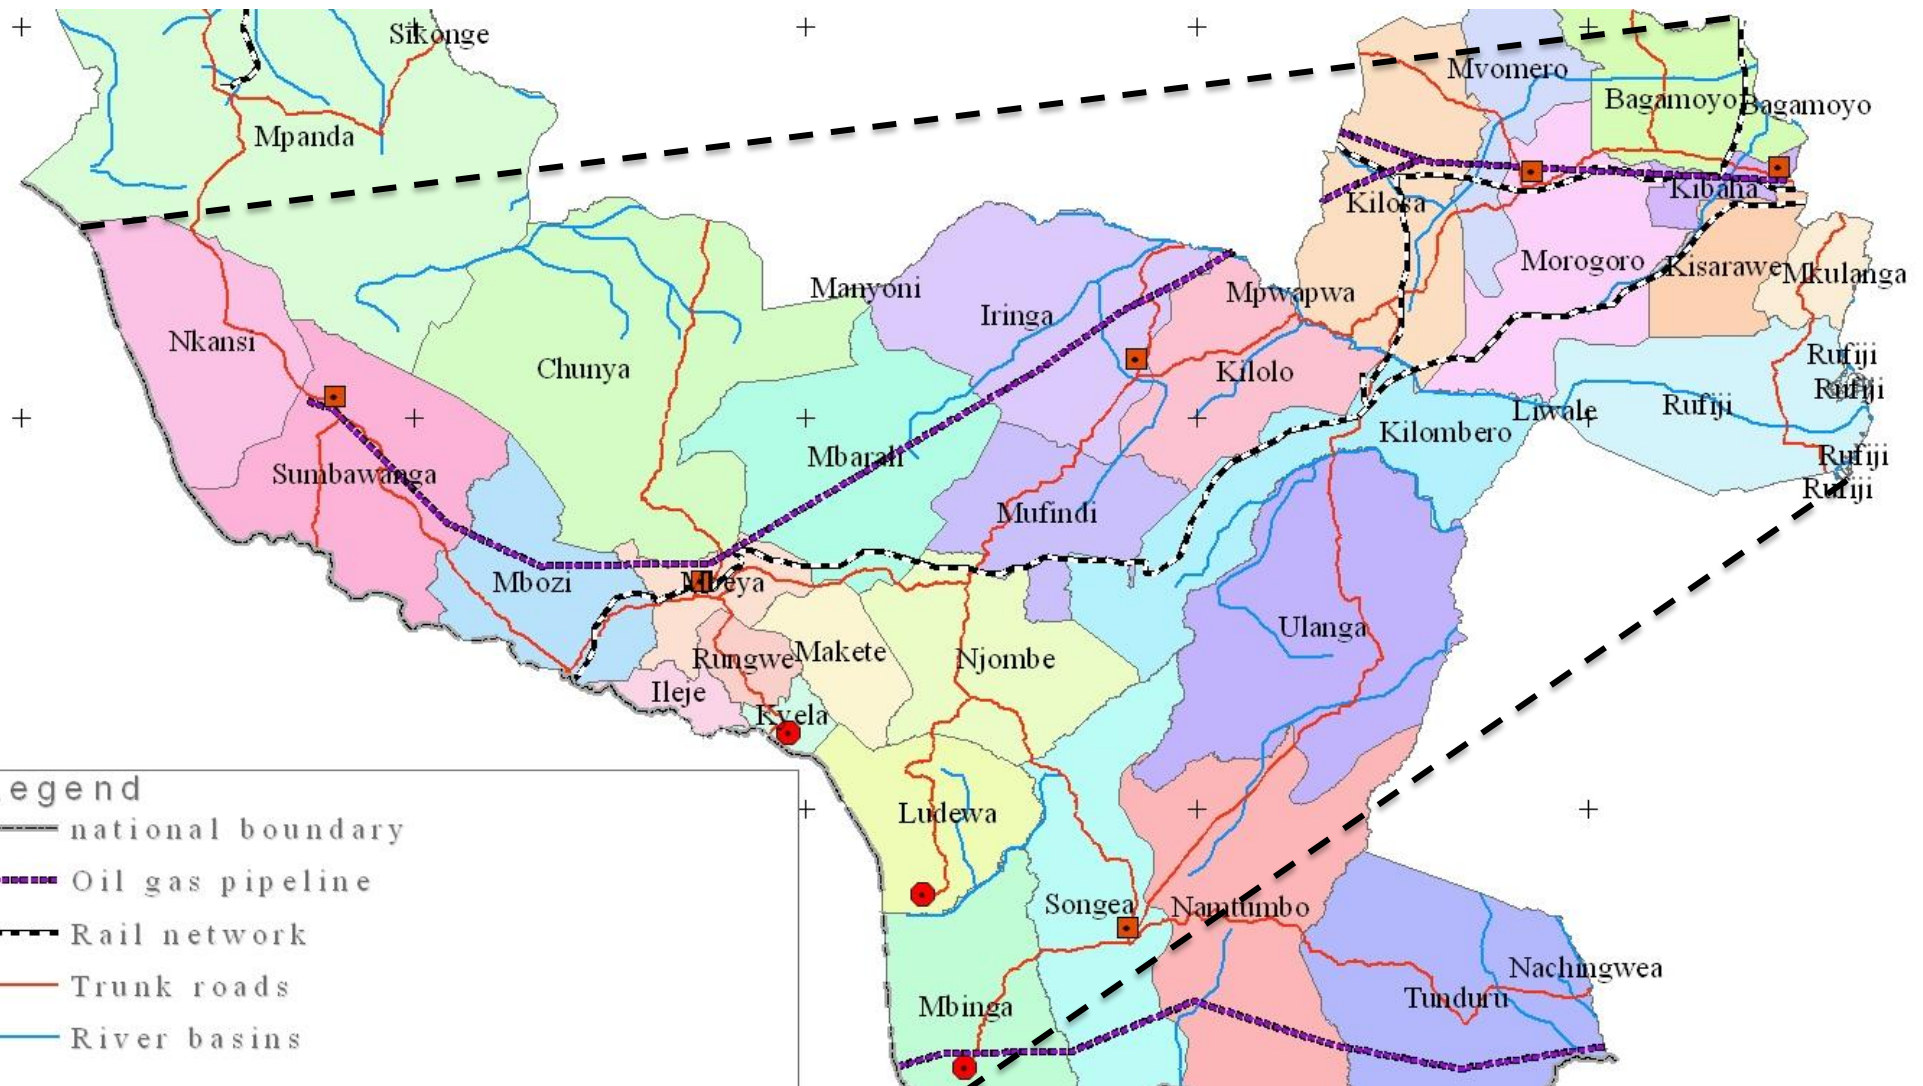 Sikonge
Mvomero
Bagamoyo
Bagamoyo
Mpanda
Kibaha
Kilosa
Morogoro
Kisarawe
Mkulanga
Manyoni
Mpwapwa
Iringa
Nkansi
Rufiji
Chunya
Kilolo
Rufiji
Rufiji
Liwale
Kilombero
Mbarali
Rufiji
Sumbawanga
Rufiji
Mufindi
Mbozi
Mbeya
Ulanga
Makete
Rungwe
Njombe
Ileje
Kyela
Ludewa
Songea
Namtumbo
Nachingwea
Tunduru
Mbinga
egend
national boundary
Oil gas pipeline
Rail network
Trunk roads
River basins